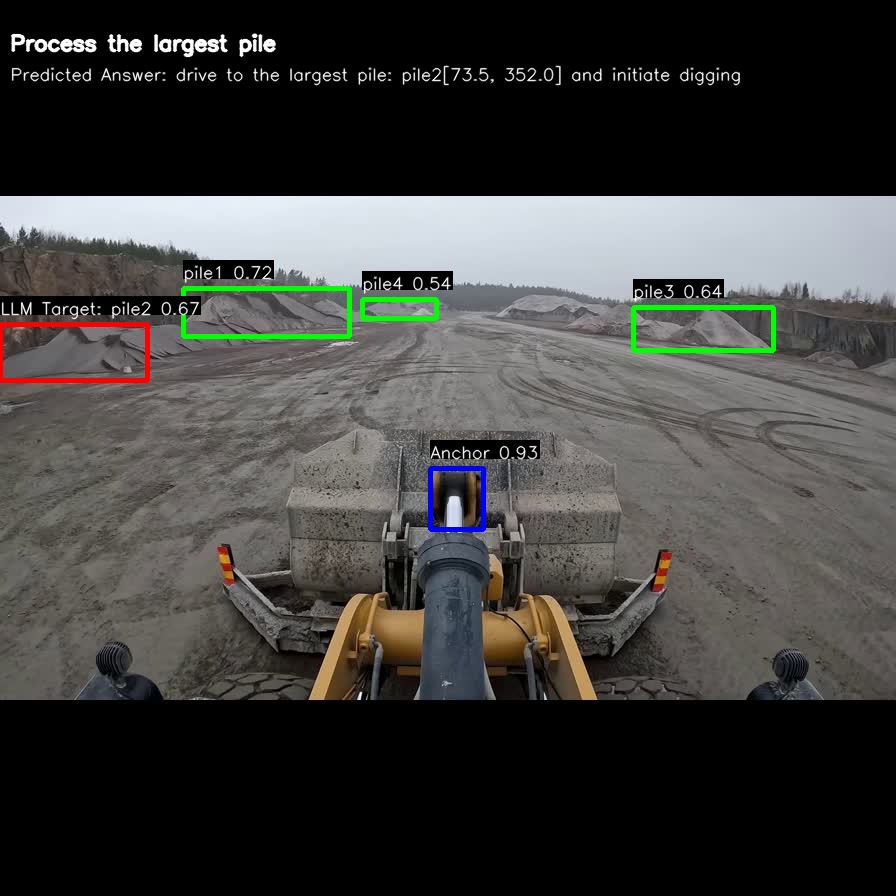 Process the largest pile
Predicted Answer: drive to the largest pile: pile2[73.5, 352.0] and initiate digging
pile1 0.72
pile4 0.54
pile3 0.64
LLM Target: pile2 0.67
Anchor 0.93